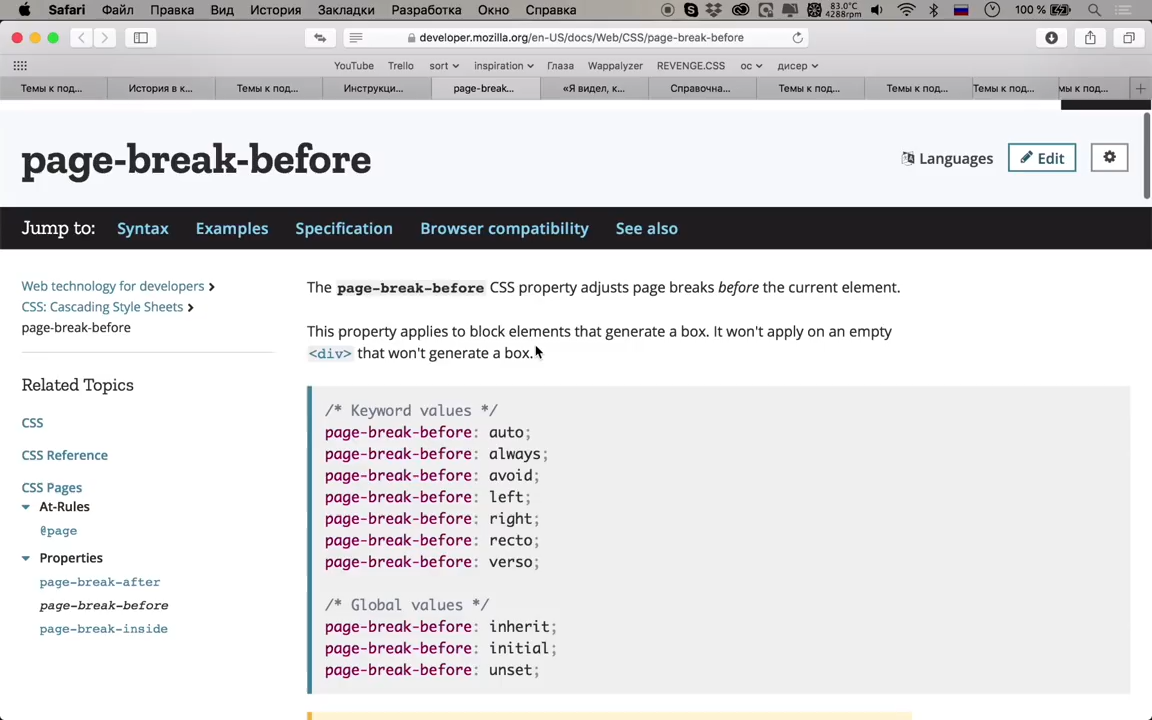 Safari Файл Правка Вид История Закладки Разработка Окно Справка 83.0°C 4288rpm 100 %
developer.mozilla.org/en-US/docs/Web/CSS/page-break-before
YouTube Trello sort inspiration Глаза Wappalyzer REVENGE.CSS ос дисер
Темы к под... История в к... Темы к под... Инструкци... page-break... «Я видел, к... Справочна... Темы к под... Темы к под... Темы к под... мы к под...
page-break-before
Languages Edit
Jump to: Syntax Examples Specification Browser compatibility See also
Web technology for developers
CSS: Cascading Style Sheets
page-break-before
Related Topics
CSS
CSS Reference
CSS Pages
At-Rules
@page
Properties
page-break-after
page-break-before
page-break-inside
The page-break-before CSS property adjusts page breaks before the current element.
This property applies to block elements that generate a box. It won't apply on an empty
<div> that won't generate a box.
/* Keyword values */
page-break-before: auto;
page-break-before: always;
page-break-before: avoid;
page-break-before: left;
page-break-before: right;
page-break-before: recto;
page-break-before: verso;
/* Global values */
page-break-before: inherit;
page-break-before: initial;
page-break-before: unset;